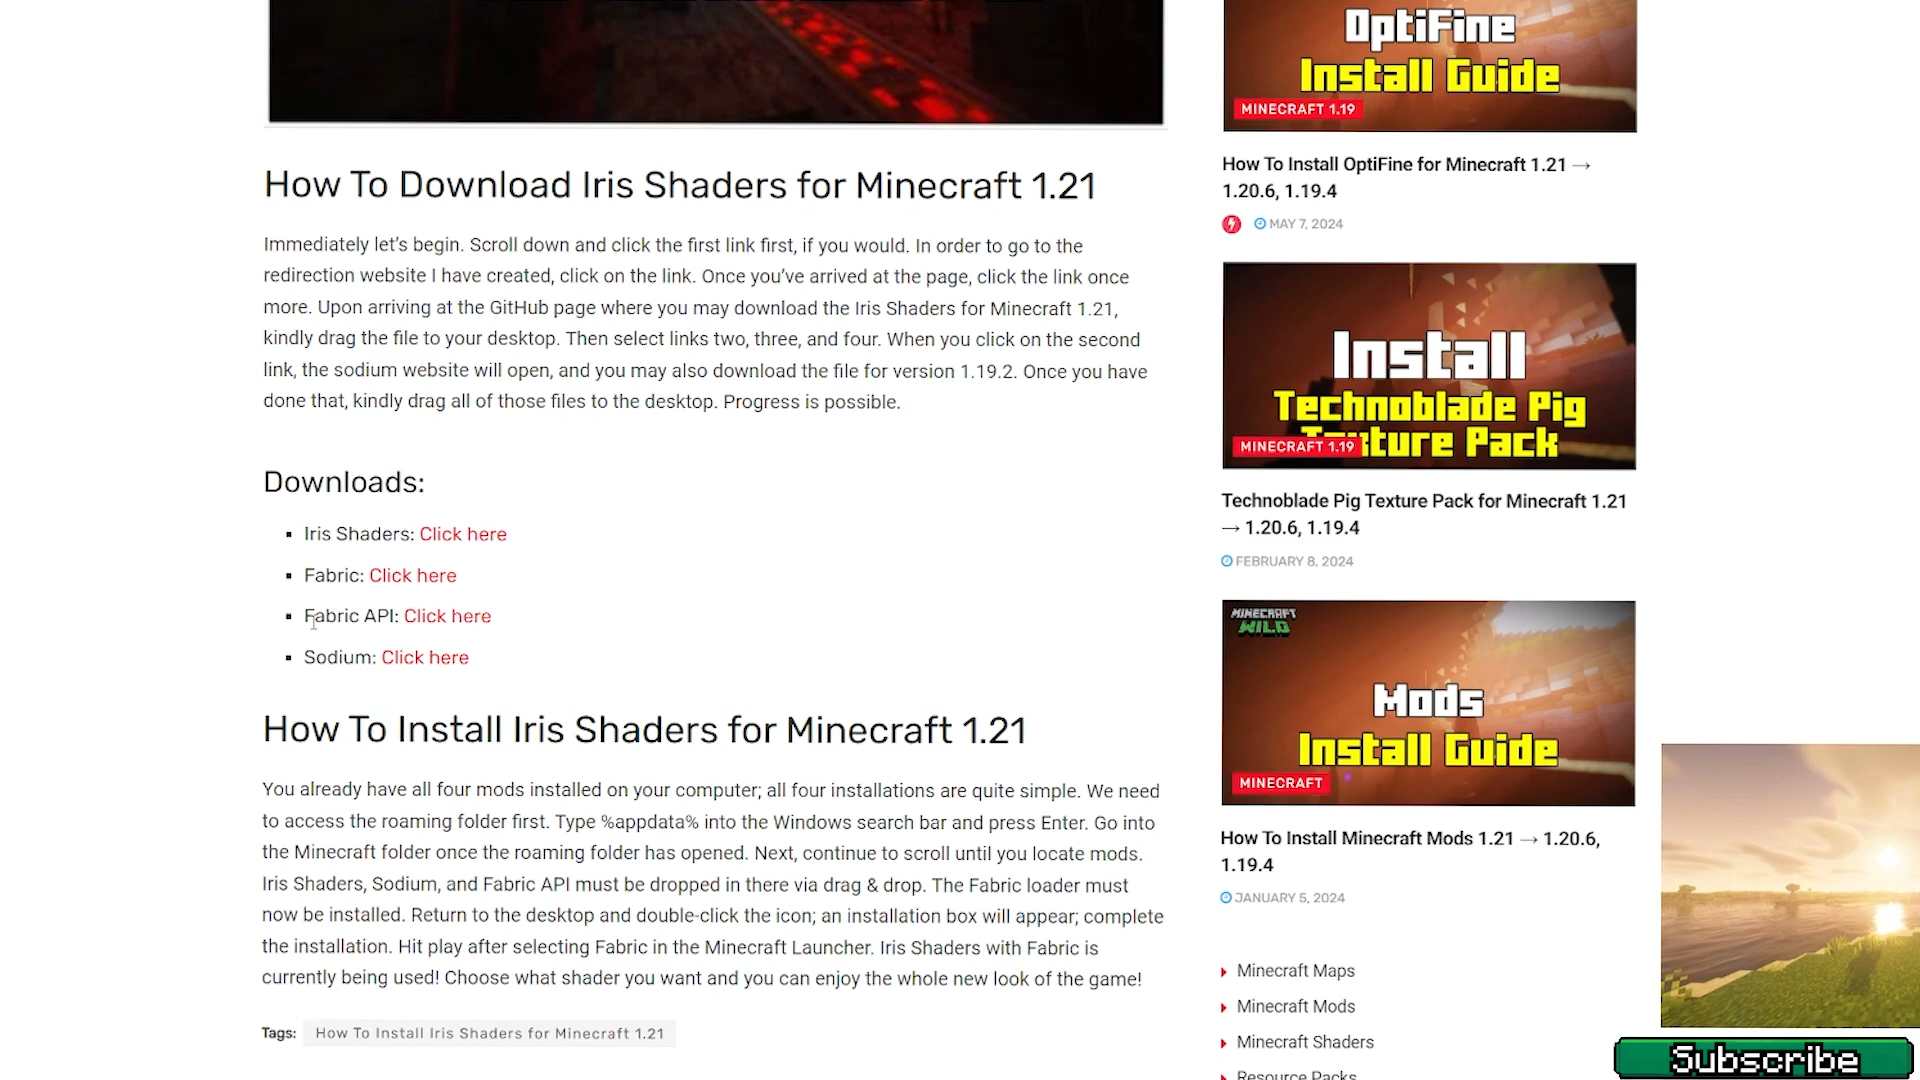 How To Download Iris Shaders for Minecraft 1.21
Immediately let's begin. Scroll down and click the first link first, if you would. In order to go to the
redirection website I have created, click on the link. Once you've arrived at the page, click the link once
more. Upon arriving at the GitHub page where you may download the Iris Shaders for Minecraft 1.21,
kindly drag the file to your desktop. Then select links two, three, and four. When you click on the second
link, the sodium website will open, and you may also download the file for version 1.19.2. Once you have
done that, kindly drag all of those files to the desktop. Progress is possible.
Downloads:
▪ Iris Shaders: Click here
▪ Fabric: Click here
▪ Fabric API: Click here
▪ Sodium: Click here
How To Install Iris Shaders for Minecraft 1.21
You already have all four mods installed on your computer; all four installations are quite simple. We need
to access the roaming folder first. Type %appdata% into the Windows search bar and press Enter. Go into
the Minecraft folder once the roaming folder has opened. Next, continue to scroll until you locate mods.
Iris Shaders, Sodium, and Fabric API must be dropped in there via drag & drop. The Fabric loader must
now be installed. Return to the desktop and double-click the icon; an installation box will appear; complete
the installation. Hit play after selecting Fabric in the Minecraft Launcher. Iris Shaders with Fabric is
currently being used! Choose what shader you want and you can enjoy the whole new look of the game!
Tags: How To Install Iris Shaders for Minecraft 1.21
OptiFine
Install Guide
MINECRAFT 1.19
How To Install OptiFine for Minecraft 1.21 →
1.20.6, 1.19.4
MAY 7, 2024
Install
Technoblade Pig
Texture Pack
MINECRAFT 1.19
Technoblade Pig Texture Pack for Minecraft 1.21
→ 1.20.6, 1.19.4
FEBRUARY 8, 2024
MINECRAFT
WILD
Mods
Install Guide
MINECRAFT
How To Install Minecraft Mods 1.21 → 1.20.6,
1.19.4
JANUARY 5, 2024
Minecraft Maps
Minecraft Mods
Minecraft Shaders
Resource Packs
Subscribe